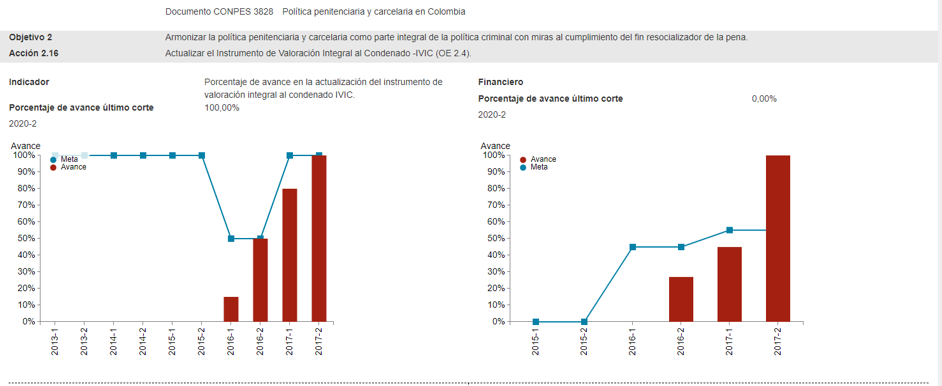 Documento CONPES 3828 Política penitenciaria y carcelaria en Colombia
Objetivo 2 Armonizar la política penitenciaria y carcelaria como parte integral de la política criminal con miras al cumplimiento del fin resocializador de la pena.
Acción 2.16 Actualizar el Instrumento de Valoración Integral al Condenado -IVIC (OE 2.4).
Indicador Porcentaje de avance en la actualización del instrumento de
valoración integral al condenado IVIC.
Porcentaje de avance último corte 100,00%
2020-2
Avance
Meta
Avance
100%
90%
80%
70%
60%
50%
40%
30%
20%
10%
0%
2013-1
2013-2
2014-1
2014-2
2015-1
2015-2
2016-1
2016-2
2017-1
2017-2
Financiero
Porcentaje de avance último corte 0,00%
2020-2
Avance
Avance
Meta
100%
90%
80%
70%
60%
50%
40%
30%
20%
10%
0%
2015-1
2015-2
2016-1
2016-2
2017-1
2017-2